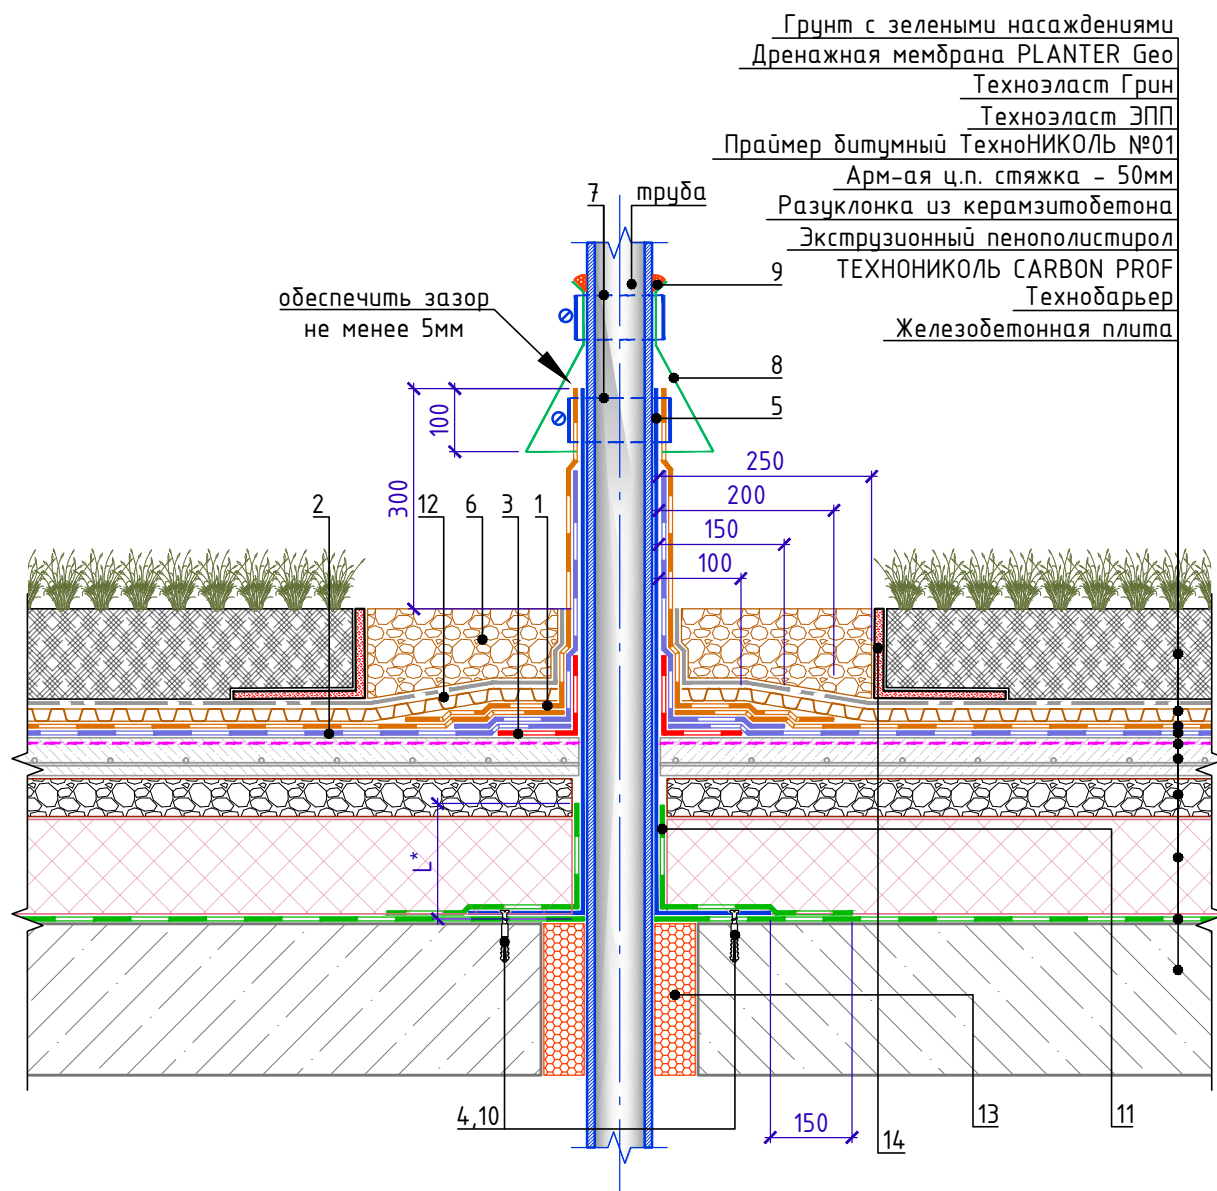 Грунт с зелеными насаждениями
Дренажная мембрана PLANTER Geo
Техноэласт Грин
Техноэласт ЭПП
Праймер битумный ТехноНИКОЛЬ №01
Арм-ая ц.п. стяжка - 50мм
Разуклонка из керамзитобетона
Экструзионный пенополистирол
ТЕХНОНИКОЛЬ CARBON PROF
Технобарьер
Железобетонная плита
7
труба
9
обеспечить зазор
не менее 5мм
8
5
100
300
250
200
150
100
2
12
6
3
1
L*
4,10
150
13
11
14